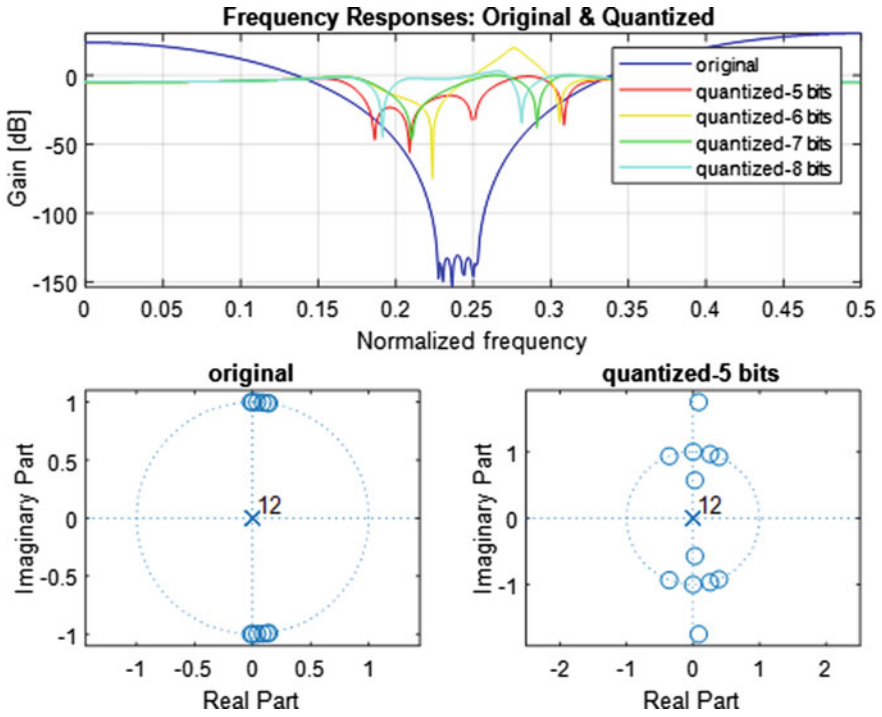 Frequency Responses: Original & Quantized
Gain [dB]
0
-50
-100
-150
original
quantized-5 bits
quantized-6 bits
quantized-7 bits
quantized-8 bits
0 0.05 0.1 0.15 0.2 0.25 0.3 0.35 0.4 0.45 0.5
Normalized frequency
original
Imaginary Part
1
0.5
0
-0.5
-1
12
-1 -0.5 0 0.5 1
Real Part
quantized-5 bits
Imaginary Part
1
0
-1
12
-2 -1 0 1 2
Real Part